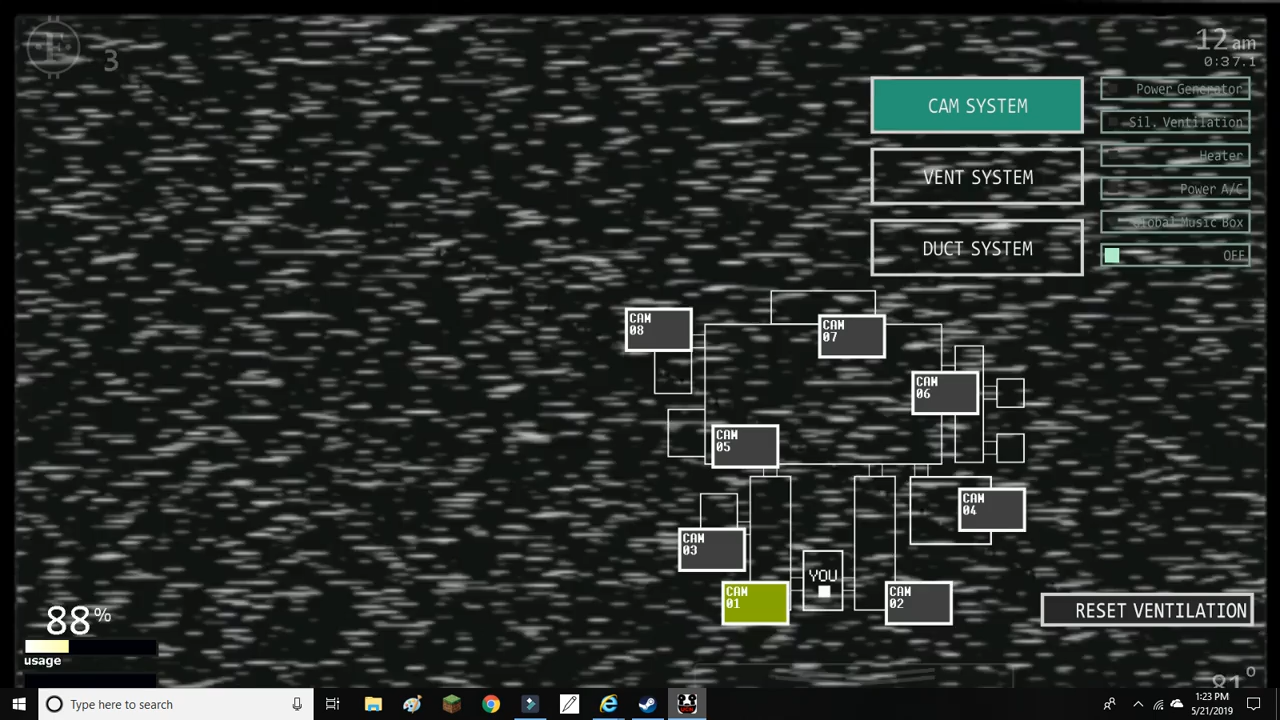 E
3
12 am
0:37.1
CAM SYSTEM
VENT SYSTEM
DUCT SYSTEM
Power Generator
Sil. Ventilation
Heater
Power A/C
Global Music Box
OFF
CAM
08
CAM
07
CAM
06
CAM
05
CAM
04
CAM
03
YOU
CAM
01
CAM
02
RESET VENTILATION
88%
usage
81°
Type here to search
1:23 PM
5/21/2019